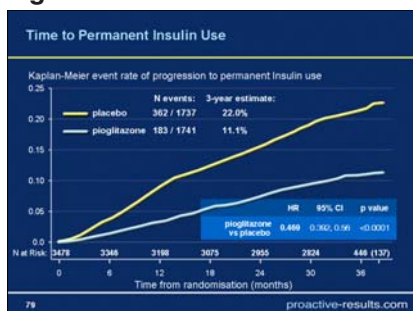 Time to Permanent Insulin Use
Kaplan-Meier event rate of progression to permanent Insulin use
N events: 3-year estimate:
placebo 362 / 1737 22.0%
pioglitazone 183 / 1741 11.1%
0.25
0.20
0.15
0.10
0.05
0.0
HR 95% CI p value
pioglitazone vs placebo 0.469 0.392, 0.56 <0.0001
N at Risk: 3478 3346 3198 3075 2955 2824 446 (137)
0 6 12 18 24 30 36
Time from randomisation (months)
79 proactive-results.com